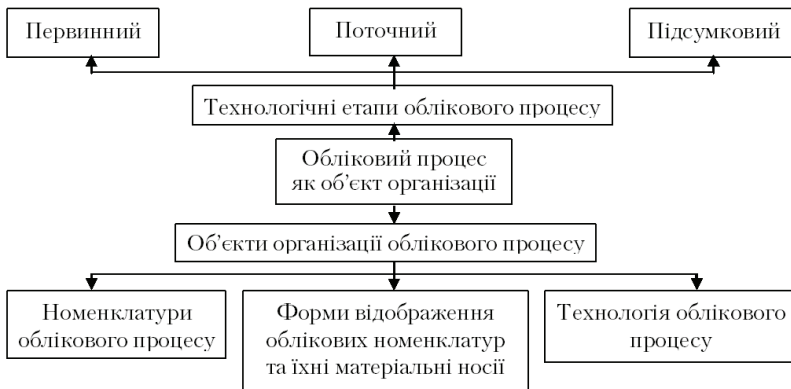 Первинний
Поточний
Підсумковий
Технологічні етапи облікового процесу
Обліковий процес
як об’єкт організації
Об’єкти організації облікового процесу
Номенклатури
облікового процесу
Форми відображення
облікових номенклатур
та їхні матеріальні носії
Технологія облікового
процесу